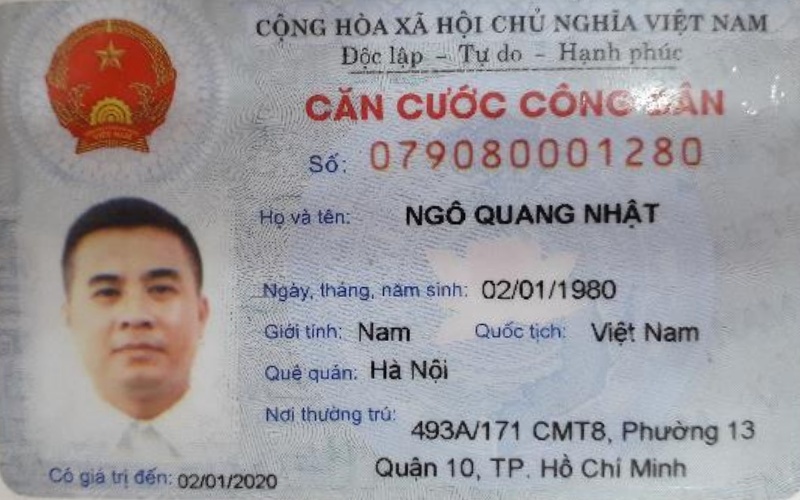 CỘNG HÒA XÃ HỘI CHỦ NGHĨA VIỆT NAM
Độc lập - Tự do - Hạnh phúc
CĂN CƯỚC CÔNG DÂN
Số: 079080001280
Họ và tên: NGÔ QUANG NHẬT
Ngày, tháng, năm sinh: 02/01/1980
Giới tính: Nam Quốc tịch: Việt Nam
Quê quán: Hà Nội
Nơi thường trú: 493A/171 CMT8, Phường 13
Quận 10, TP. Hồ Chí Minh
Có giá trị đến: 02/01/2020
VIỆT NAM